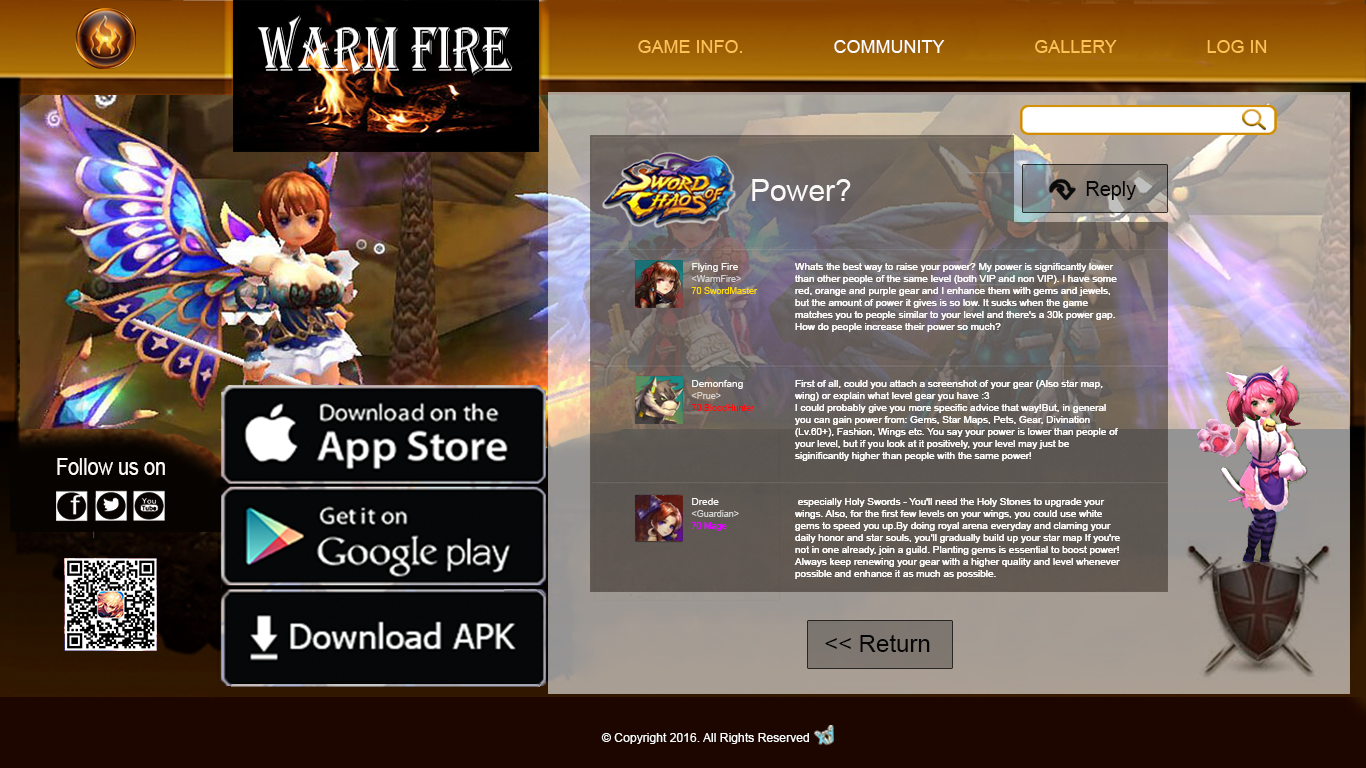 WARM FIRE
GAME INFO.
COMMUNITY
GALLERY
LOG IN
SWORD OF CHAOS
Power?
Reply
Flying Fire
<WarmFire>
70 SwordMaster
Whats the best way to raise your power? My power is significantly lower
than other people of the same level (both VIP and non VIP). I have some
red, orange and purple gear and I enhance them with gems and jewels,
but the amount of power it gives is so low. It sucks when the game
matches you to people similar to your level and there's a 30k power gap.
How do people increase their power so much?
Demonfang
<Prue>
70 BloodHunter
First of all, could you attach a screenshot of your gear (Also star map,
wing) or explain what level gear you have :3
I could probably give you more specific advice that way!But, in general
you can gain power from: Gems, Star Maps, Pets, Gear, Divination
(Lv.60+), Fashion, Wings etc. You say your power is lower than people of
your level, but if you look at it positively, your level may just be
siginificantly higher than people with the same power!
Drede
<Guardian>
70 Mage
especially Holy Swords - You'll need the Holy Stones to upgrade your
wings. Also, for the first few levels on your wings, you could use white
gems to speed you up.By doing royal arena everyday and claming your
daily honor and star souls, you'll gradually build up your star map If you're
not in one already, join a guild. Planting gems is essential to boost power!
Always keep renewing your gear with a higher quality and level whenever
possible and enhance it as much as possible.
<< Return
Download on the
App Store
Get it on
Google play
Download APK
Follow us on
You
Tube
© Copyright 2016. All Rights Reserved